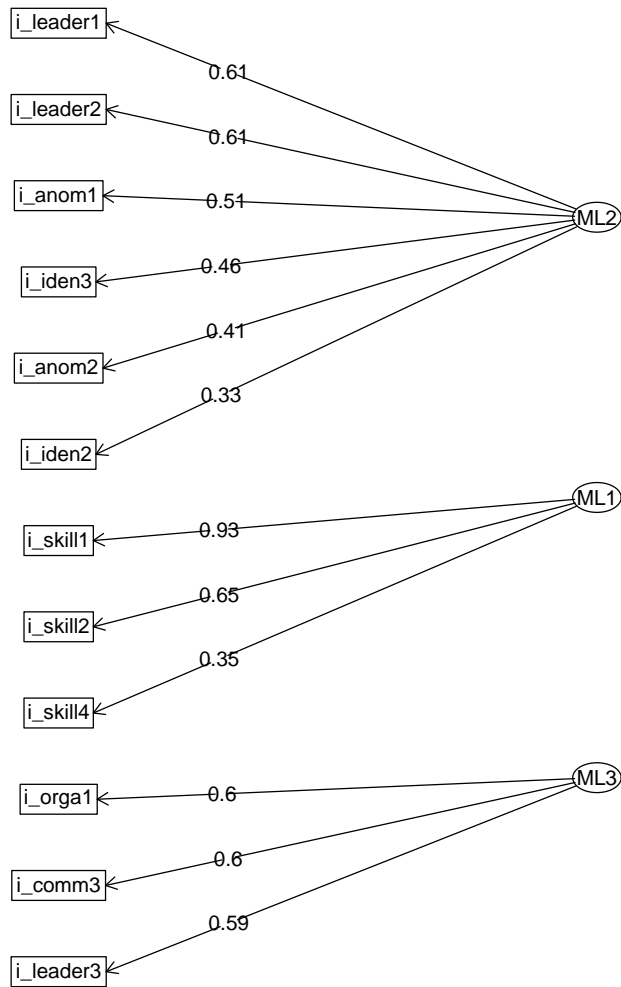 i_leader1
0.61
i_leader2
0.61
i_anom1
0.51
ML2
i_iden3
0.46
i_anom2
0.41
0.33
i_iden2
ML1
i_skill1
0.93
0.65
i_skill2
0.35
i_skill4
ML3
i_orga1
0.6
0.6
i_comm3
0.59
i_leader3